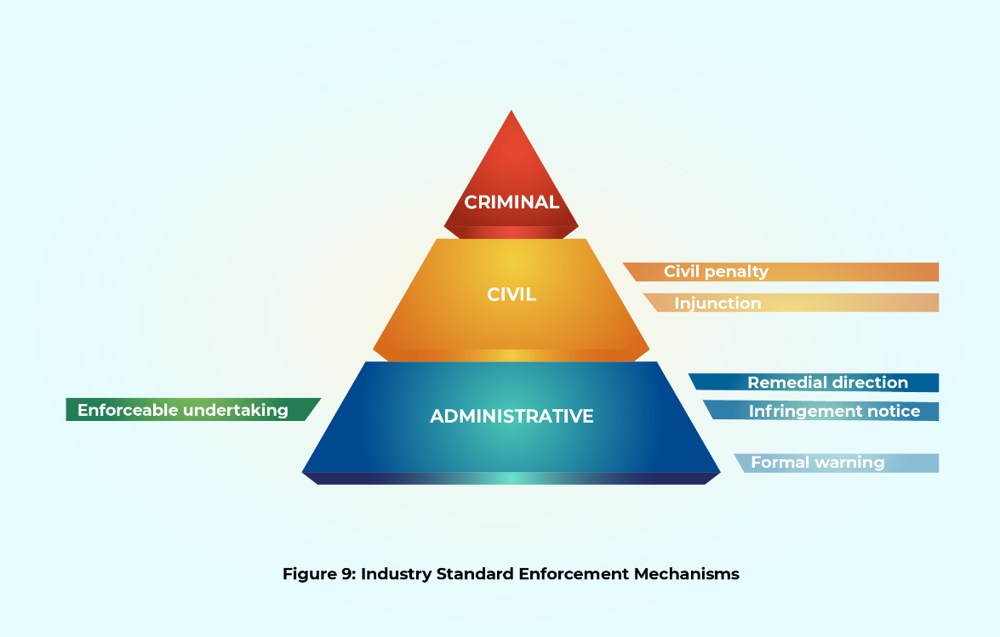 CRIMINAL
Civil penalty
CIVIL
Injunction
Remedial direction
Enforceable undertaking
Infringement notice
ADMINISTRATIVE
Formal warning
Figure 9: Industry Standard Enforcement Mechanisms